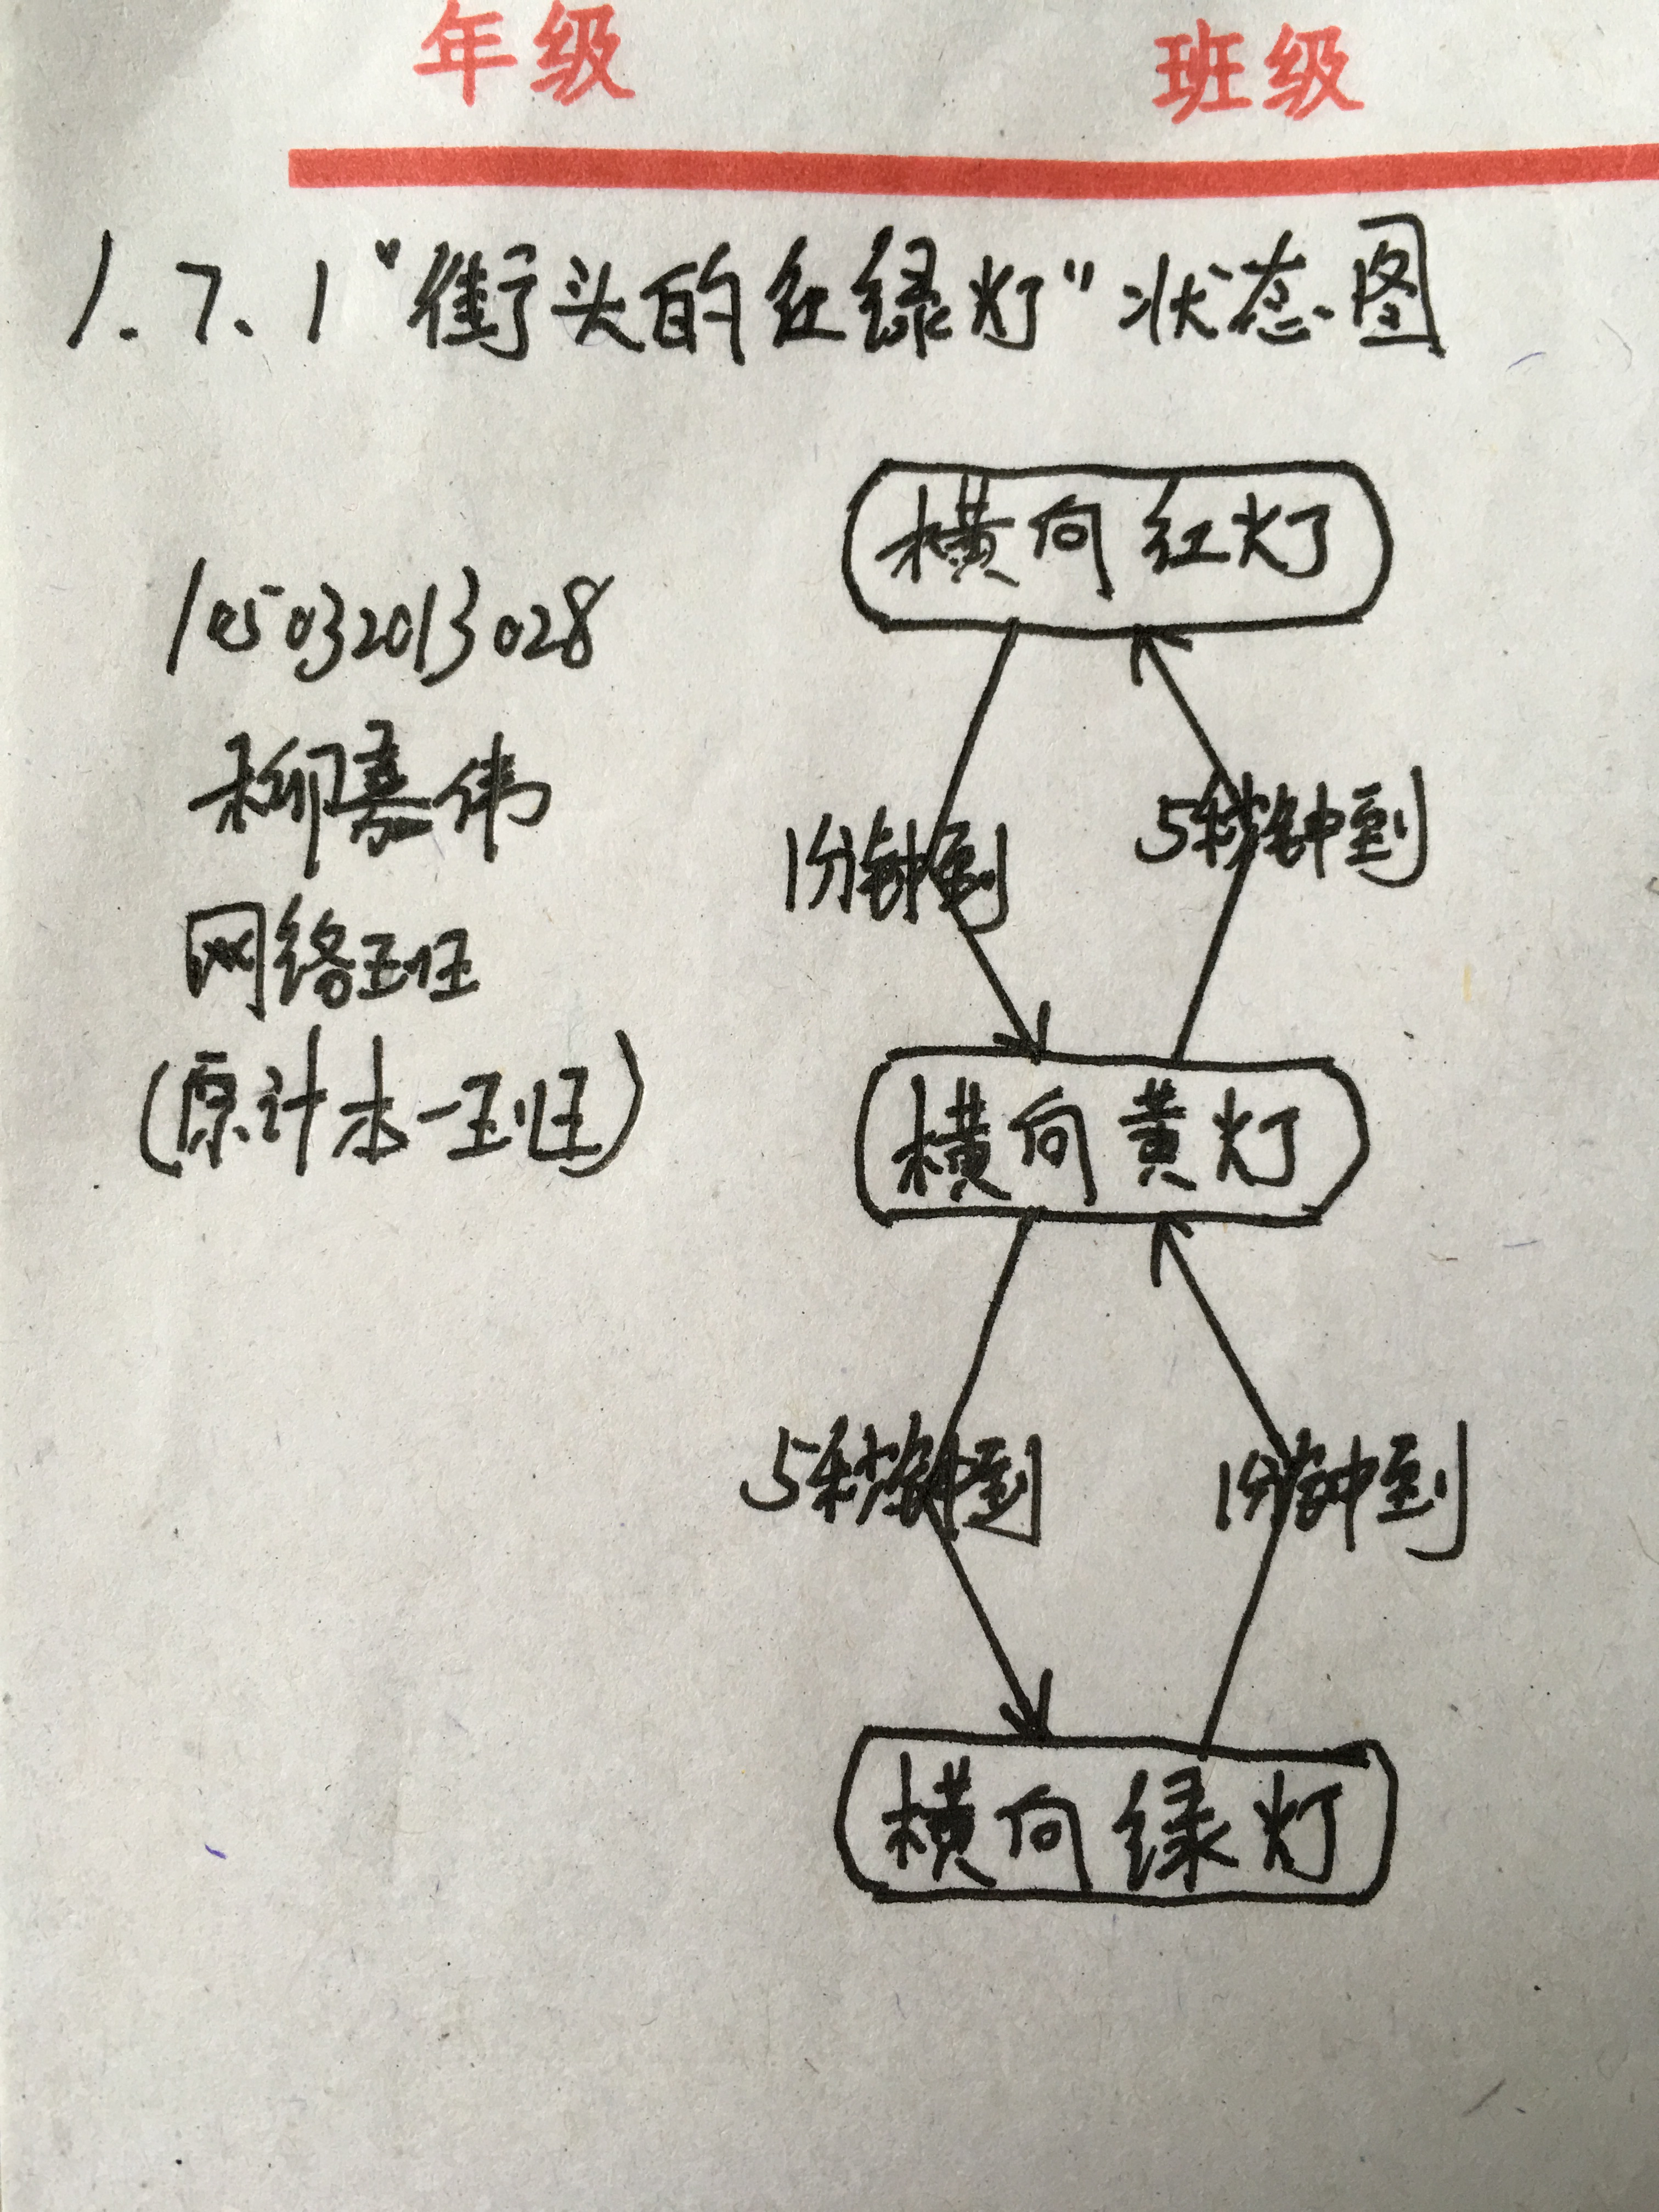 年级 班级
1.7.1 "街头的红绿灯"状态图
横向红灯
105032013028
柳嘉伟
网络班
(原计本一班)
1分钟到 5秒钟到
横向黄灯
5秒钟到 1分钟到
横向绿灯